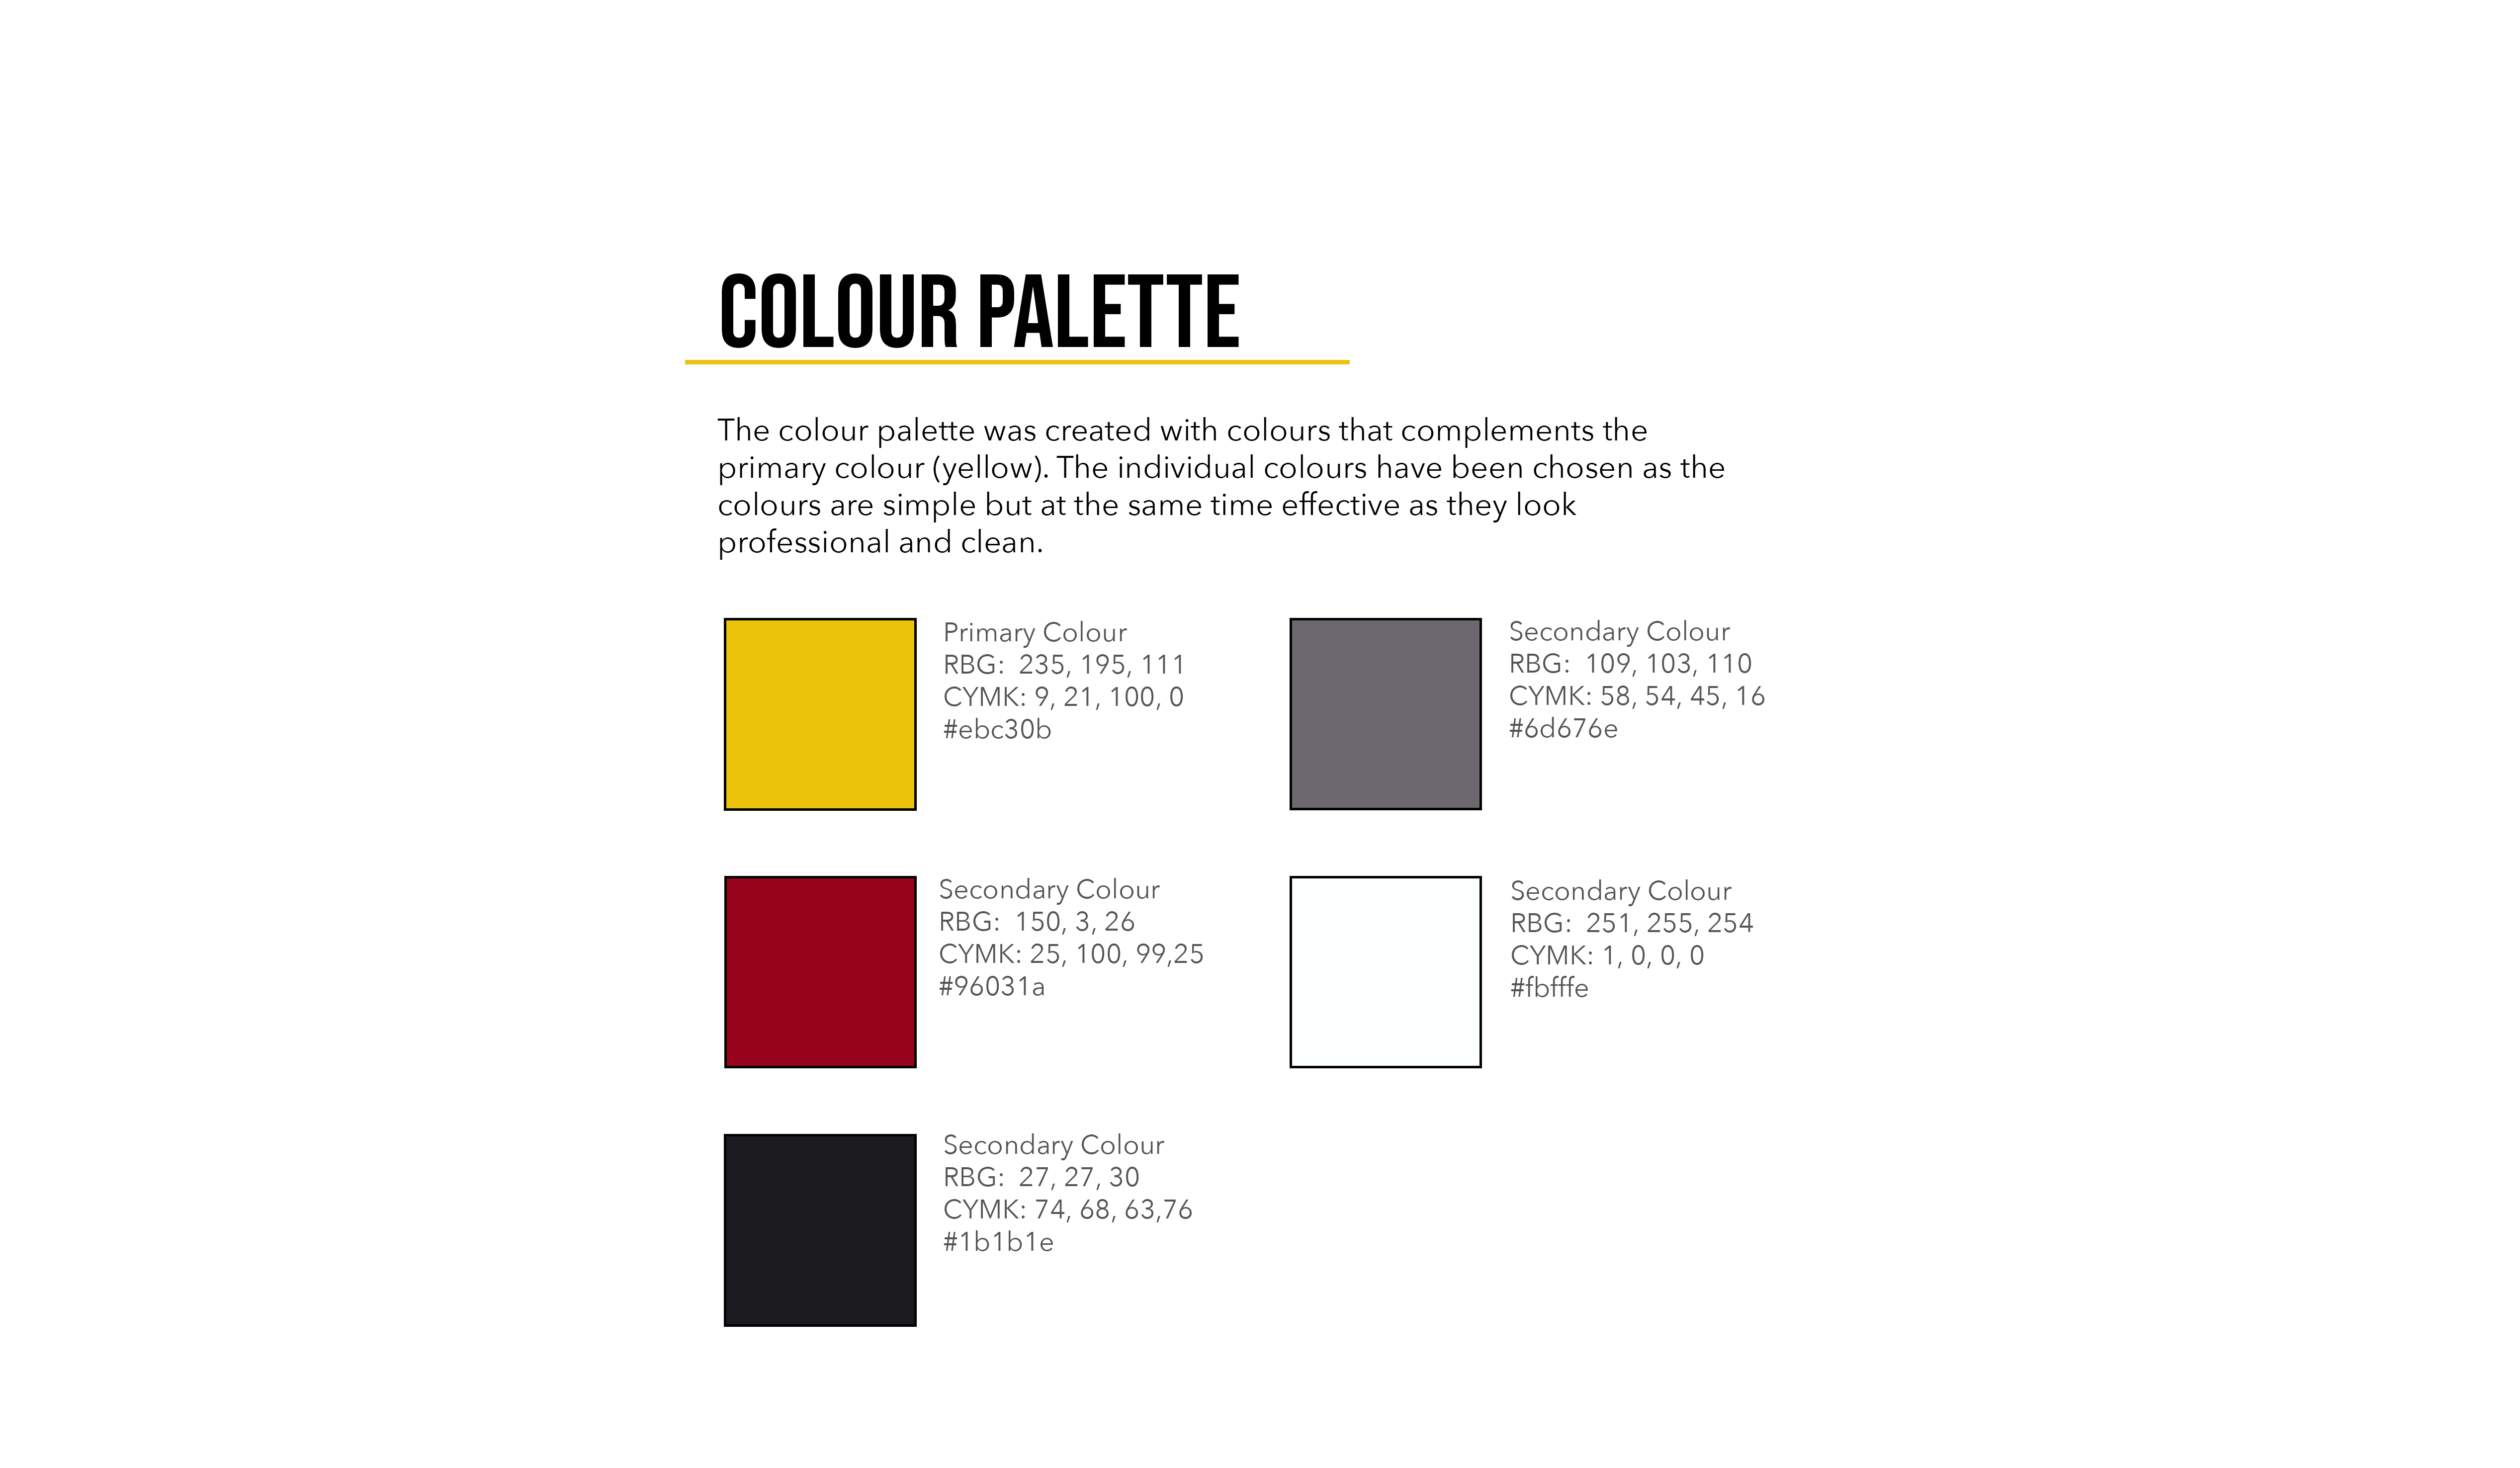 COLOUR PALETTE
The colour palette was created with colours that complements the
primary colour (yellow). The individual colours have been chosen as the
colours are simple but at the same time effective as they look
professional and clean.
Primary Colour
RBG:  235, 195, 111
CYMK: 9, 21, 100, 0
#ebc30b
Secondary Colour
RBG:  109, 103, 110
CYMK: 58, 54, 45, 16
#6d676e
Secondary Colour
RBG:  150, 3, 26
CYMK: 25, 100, 99,25
#96031a
Secondary Colour
RBG:  251, 255, 254
CYMK: 1, 0, 0, 0
#fbfffe
Secondary Colour
RBG:  27, 27, 30
CYMK: 74, 68, 63,76
#1b1b1e